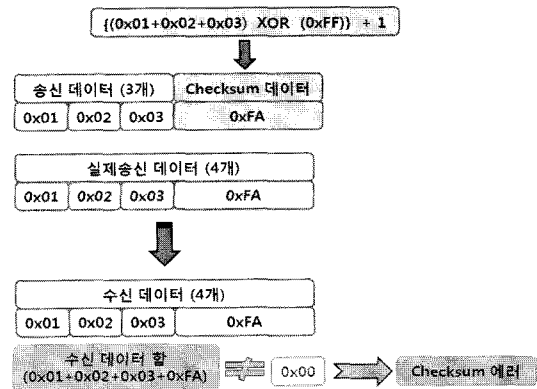 {(0x01+0x02+0x03) XOR (0xFF)} + 1
송신 데이터 (3개) Checksum 데이터
0x01 0x02 0x03 0xFA
실제송신 데이터 (4개)
0x01 0x02 0x03 0xFA
수신 데이터 (4개)
0x01 0x02 0x03 0xFA
수신 데이터 합
(0x01+0x02+0x03+0xFA) ≠ 0x00 Checksum 에러